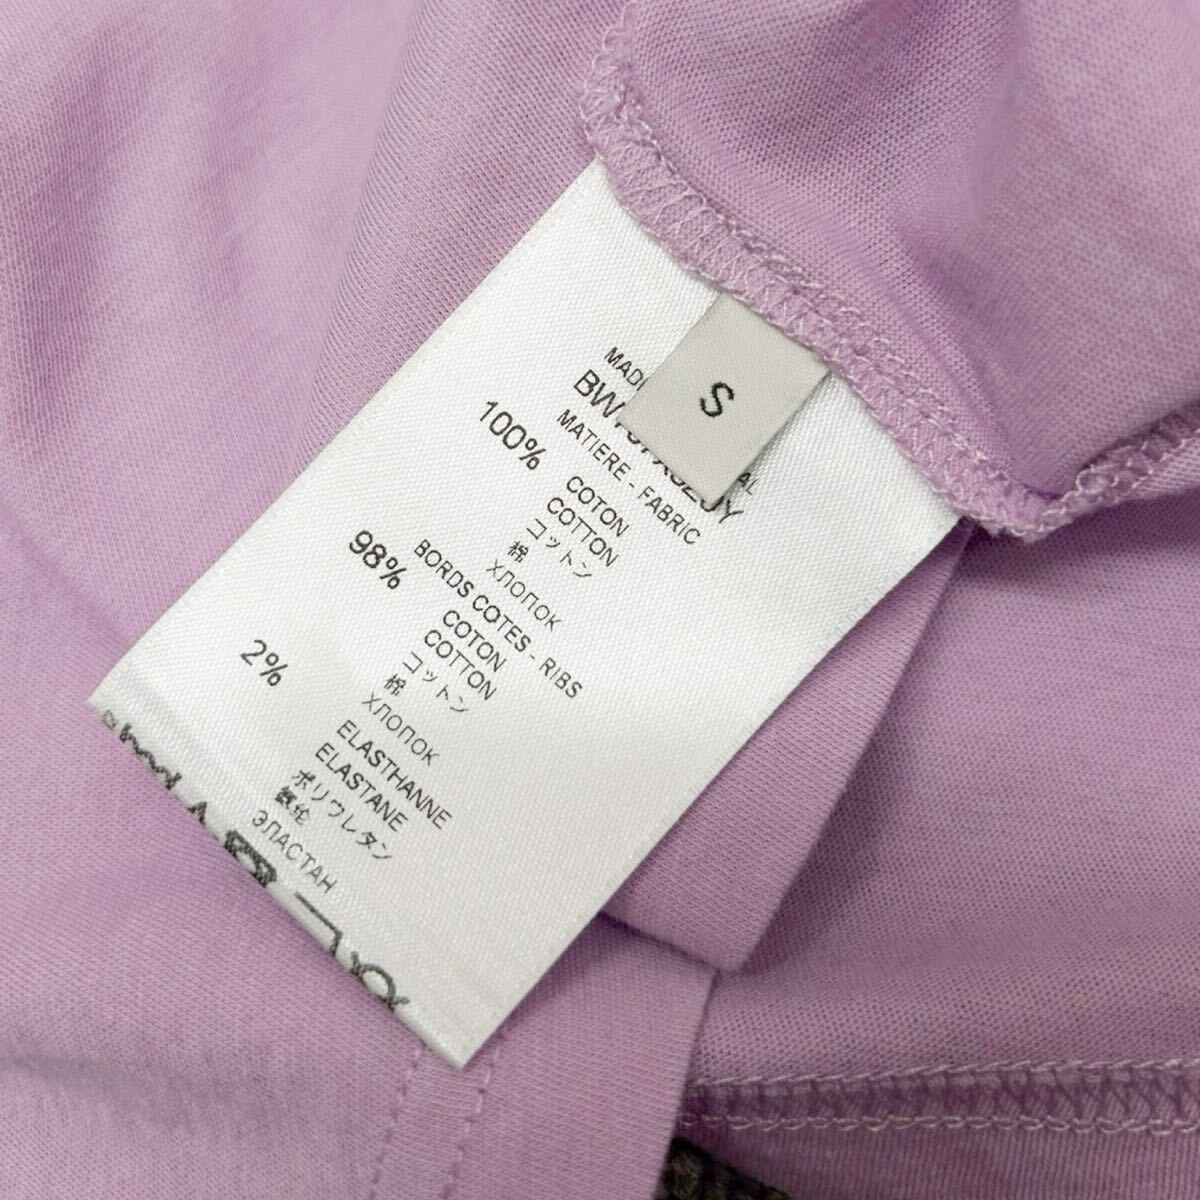 S
MATIERE - FABRIC
100% COTON
COTTON
コットン
棉
ХЛОПОК
BORDS COTES - RIBS
98% COTON
COTTON
コットン
棉
ХЛОПОК
2% ELASTHANNE
ELASTANE
ポリウレタン
氨纶
ЭЛАСТАН